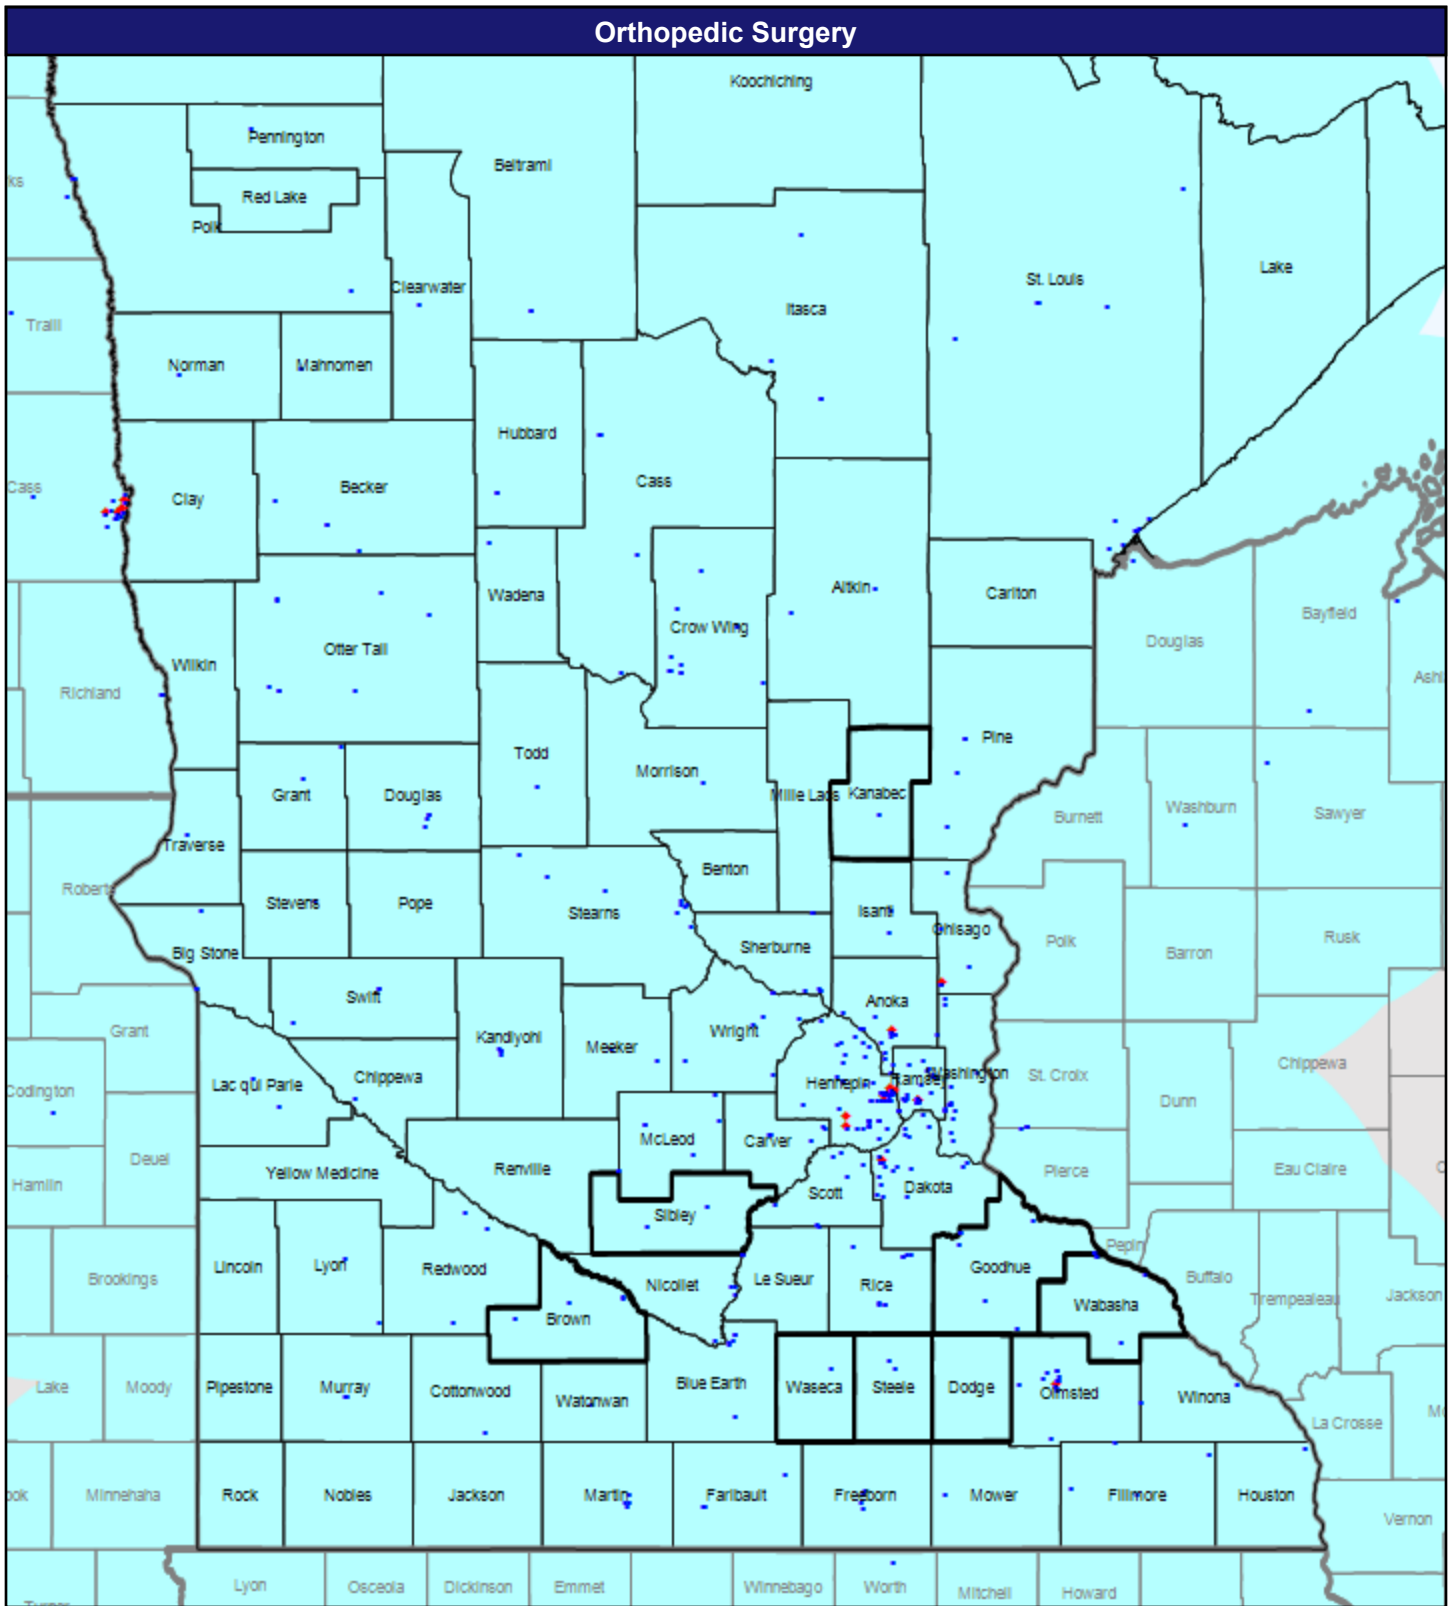 Orthopedic Surgery
Koochiching
Pennington
Beltrami
ks
Red Lake
Polk
Lake
St. Louis
Clearwater
Itasca
Traill
Norman
Mahnomen
Hubbard
Cass
Cass
Becker
Clay
Aitkin
Carlton
Wadena
Bayfield
Crow Wing
Douglas
Otter Tail
Wilkin
Ash
Richland
Pine
Todd
Morrison
Grant
Douglas
Mille Lacs
Kanabec
Washburn
Sawyer
Burnett
Traverse
Benton
Roberts
Stevens
Pope
Stearns
Isanti
Chisago
Polk
Rusk
Sherburne
Big Stone
Barron
Swift
Anoka
Grant
Wright
Kandiyohi
Meeker
Chippewa
Washington
St. Croix
Chippewa
Lac qui Parle
Hennepin
Ramsey
Codington
Dunn
McLeod
Carver
Deuel
Yellow Medicine
Renville
Pierce
Eau Claire
Hamlin
Scott
Dakota
Sibley
Pepin
Lincoln
Lyon
Redwood
Goodhue
Brookings
Nicollet
Le Sueur
Rice
Buffalo
Jackson
Trempealeau
Wabasha
Brown
Lake
Moody
Pipestone
Murray
Cottonwood
Blue Earth
Waseca
Steele
Dodge
Olmsted
Winona
Watonwan
La Crosse
ook
Minnehaha
Rock
Nobles
Jackson
Martin
Faribault
Freeborn
Mower
Fillmore
Houston
Vernon
Lyon
Osceola
Dickinson
Emmet
Winnebago
Worth
Mitchell
Howard